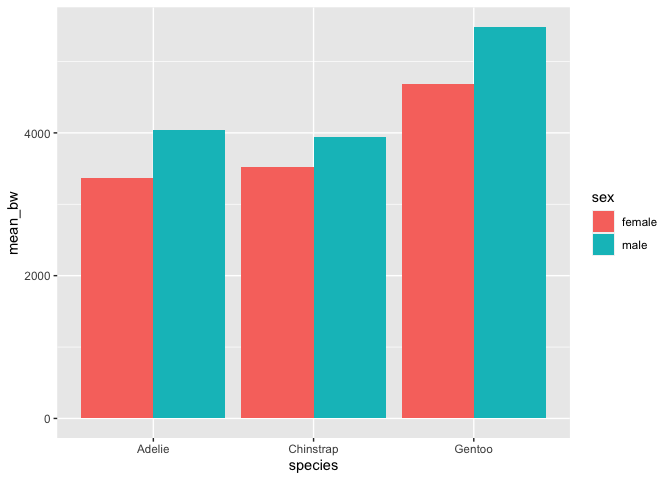 mean_bw
4000
2000
0
Adelie
Chinstrap
Gentoo
species
sex
female
male